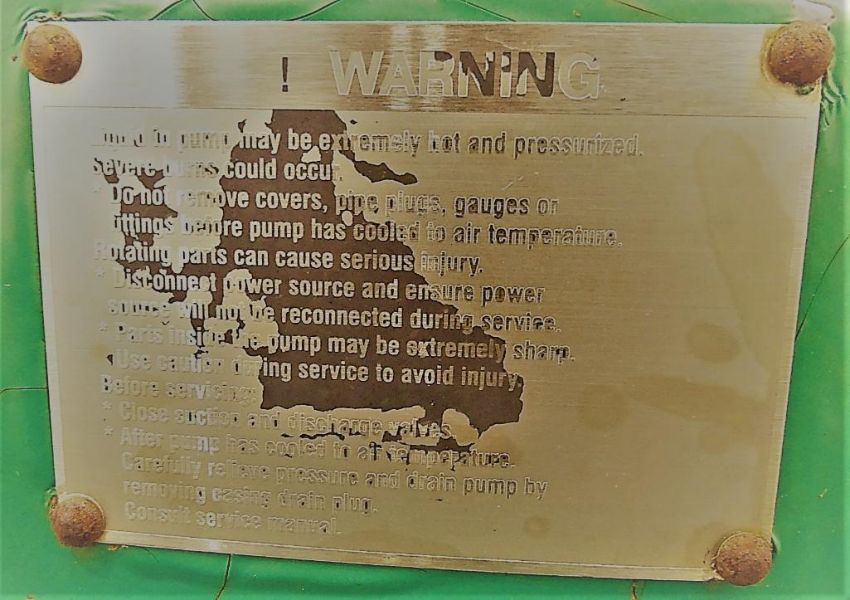 ! WARNING
Liquid in pump may be extremely hot and pressurized.
Severe burns could occur.
* Do not remove covers, pipe plugs, gauges or
fittings before pump has cooled to air temperature.
Rotating parts can cause serious injury.
* Disconnect power source and ensure power
source will not be reconnected during service.
* Parts inside the pump may be extremely sharp.
Use caution during service to avoid injury.
Before servicing:
* Close suction and discharge valves.
* After pump has cooled to air temperature.
Carefully relieve pressure and drain pump by
removing casing drain plug.
Consult service manual.